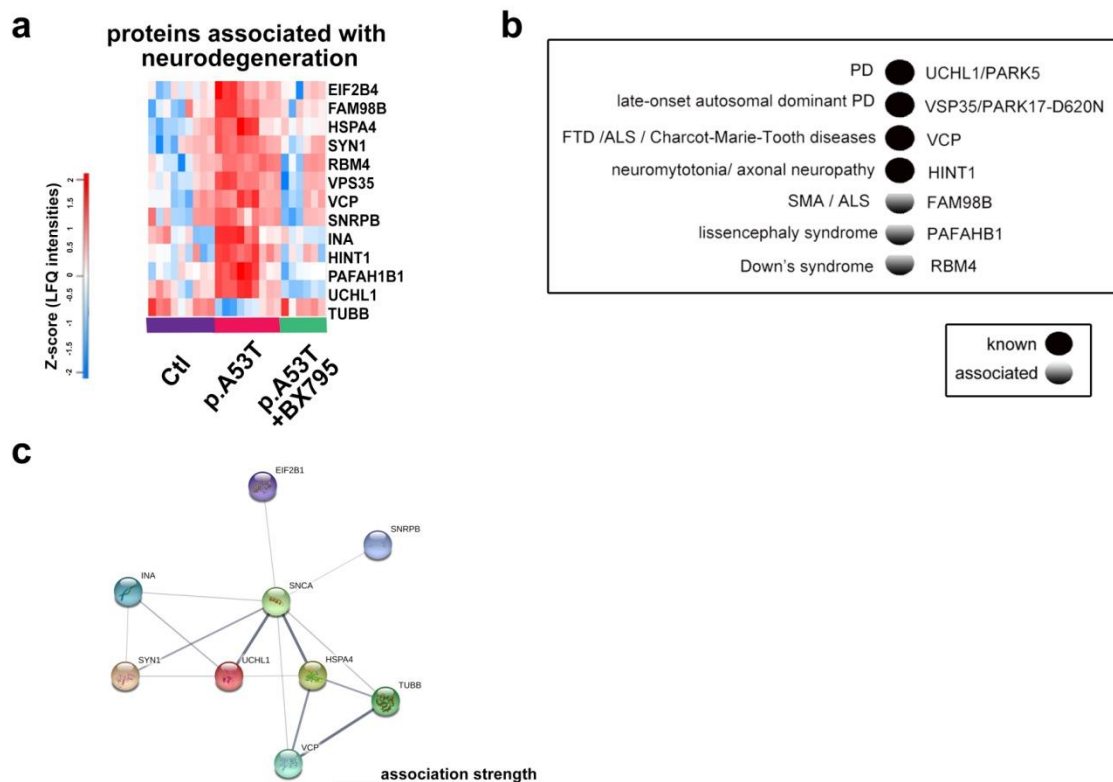 a
proteins associated with
neurodegeneration
EIF2B4
FAM98B
HSPA4
SYN1
RBM4
VPS35
VCP
SNRPB
INA
HINT1
PAFAH1B1
UCHL1
TUBB
Z-score (LFQ intensities)
2
1.5
1
0.5
0
-0.5
-1
-1.5
-2
Ctl
p.A53T
p.A53T
+BX795
b
PD UCHL1/PARK5
late-onset autosomal dominant PD VSP35/PARK17-D620N
FTD /ALS / Charcot-Marie-Tooth diseases VCP
neuromytotonia/ axonal neuropathy HINT1
SMA / ALS FAM98B
lissencephaly syndrome PAFAHB1
Down's syndrome RBM4
known
associated
c
EIF2B1
SNRPB
INA
SNCA
SYN1
UCHL1
HSPA4
TUBB
VCP
association strength